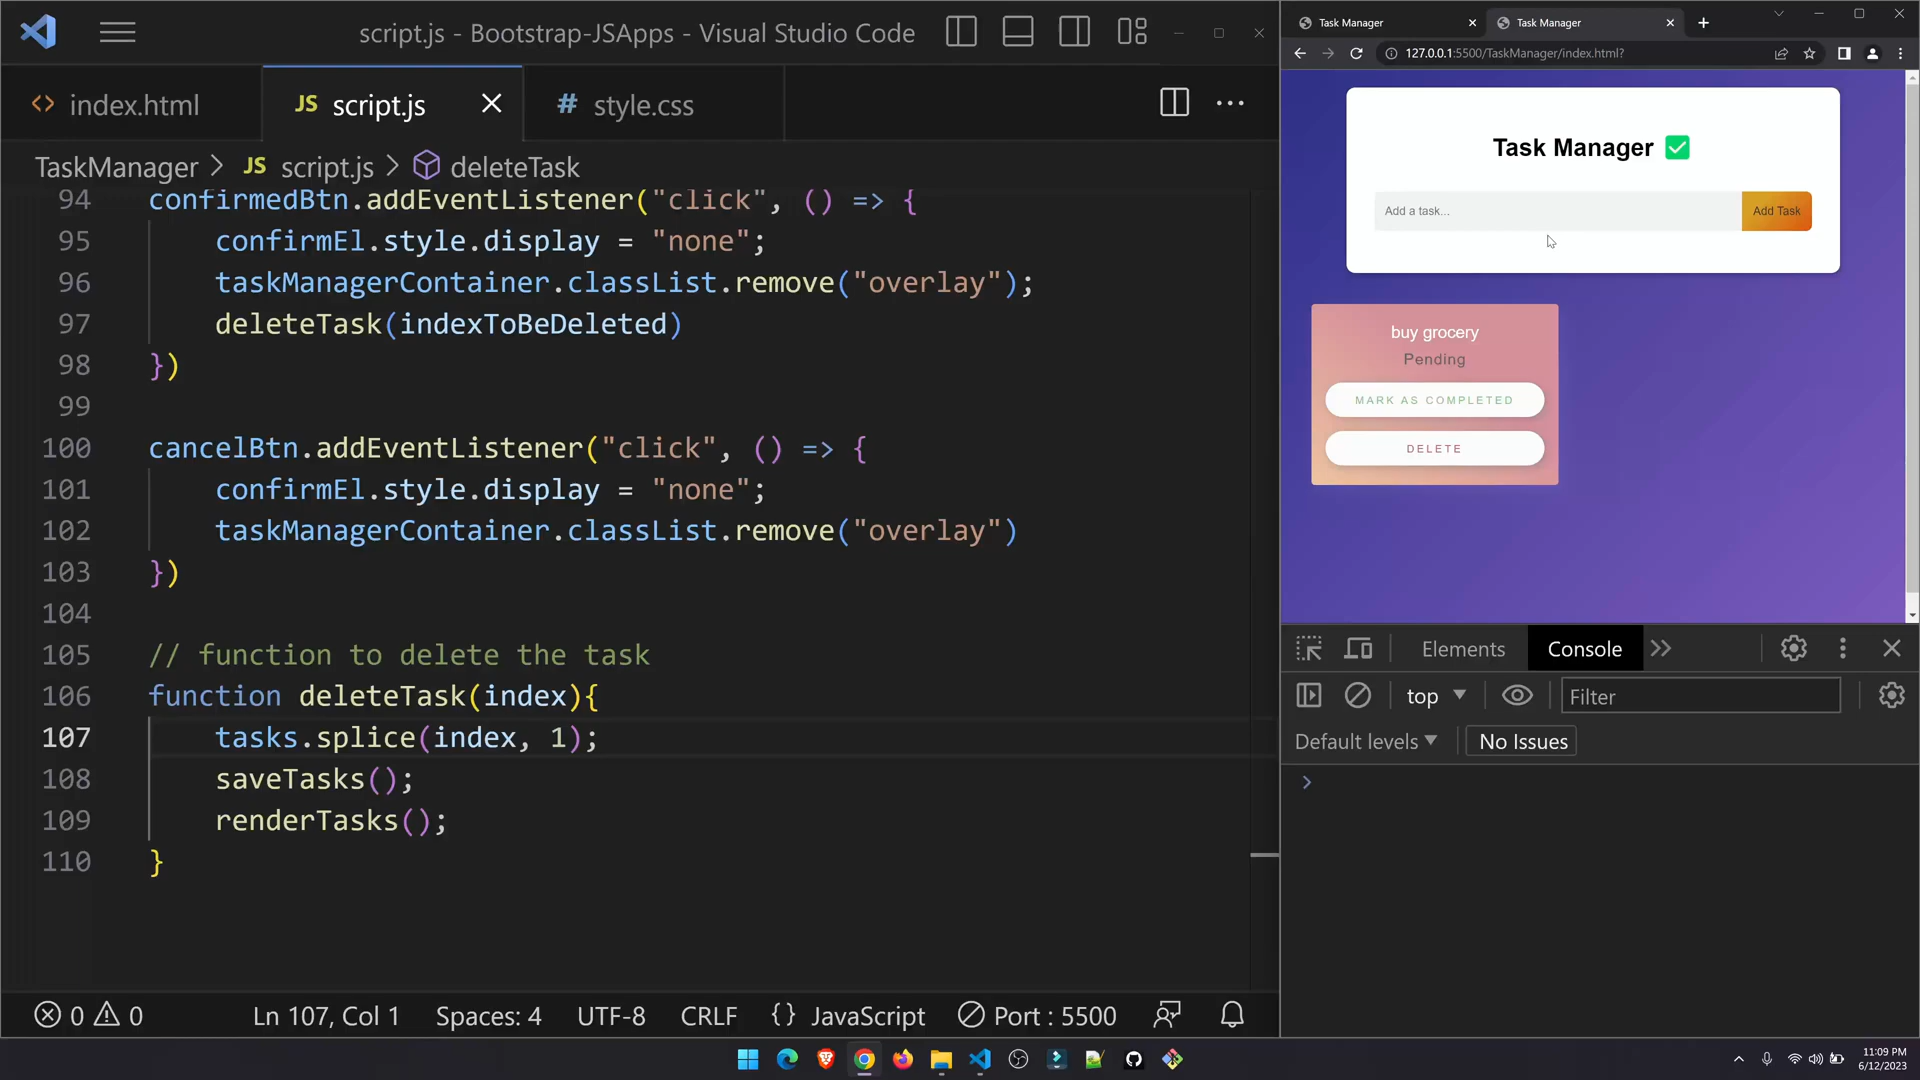 script.js - Bootstrap-JSApps - Visual Studio Code
<> index.html
JS script.js
# style.css
TaskManager > JS script.js > deleteTask
94 confirmedBtn.addEventListener("click", () => {
95 confirmEl.style.display = "none";
96 taskManagerContainer.classList.remove("overlay");
97 deleteTask(indexToBeDeleted)
98 })
99
100 cancelBtn.addEventListener("click", () => {
101 confirmEl.style.display = "none";
102 taskManagerContainer.classList.remove("overlay")
103 })
104
105 // function to delete the task
106 function deleteTask(index){
107 tasks.splice(index, 1);
108 saveTasks();
109 renderTasks();
110 }
0 0 Ln 107, Col 1 Spaces: 4 UTF-8 CRLF {} JavaScript Port : 5500
Task Manager
Task Manager
127.0.0.1:5500/TaskManager/index.html?
Task Manager
Add a task...
Add Task
buy grocery
Pending
MARK AS COMPLETED
DELETE
Elements Console
top Filter
Default levels No Issues
11:09 PM
6/12/2023